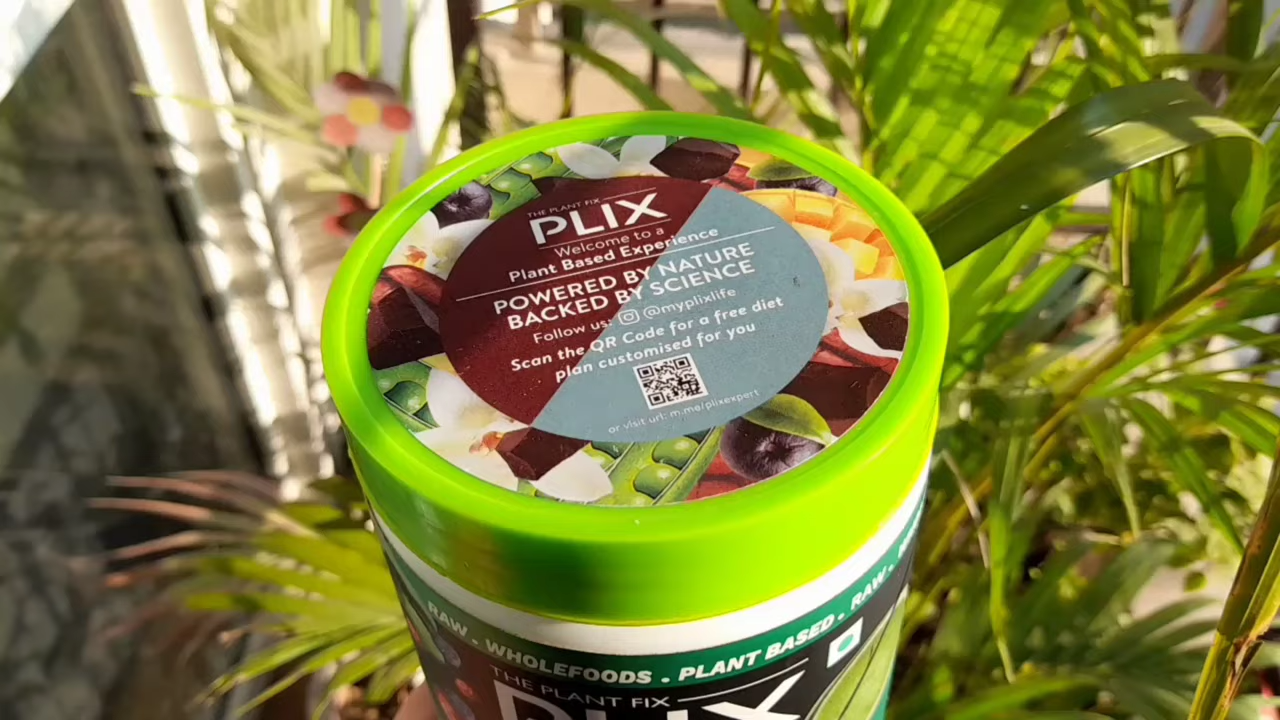 THE PLANT FIX
PLIX
Welcome to a
Plant Based Experience
POWERED BY NATURE
BACKED BY SCIENCE
Follow us: @myplixlife
Scan the QR Code for a free diet
plan customised for you
or visit url: m.me/plixexpert
RAW • WHOLEFOODS • PLANT BASED • RAW •
THE PLANT FIX
PLIX